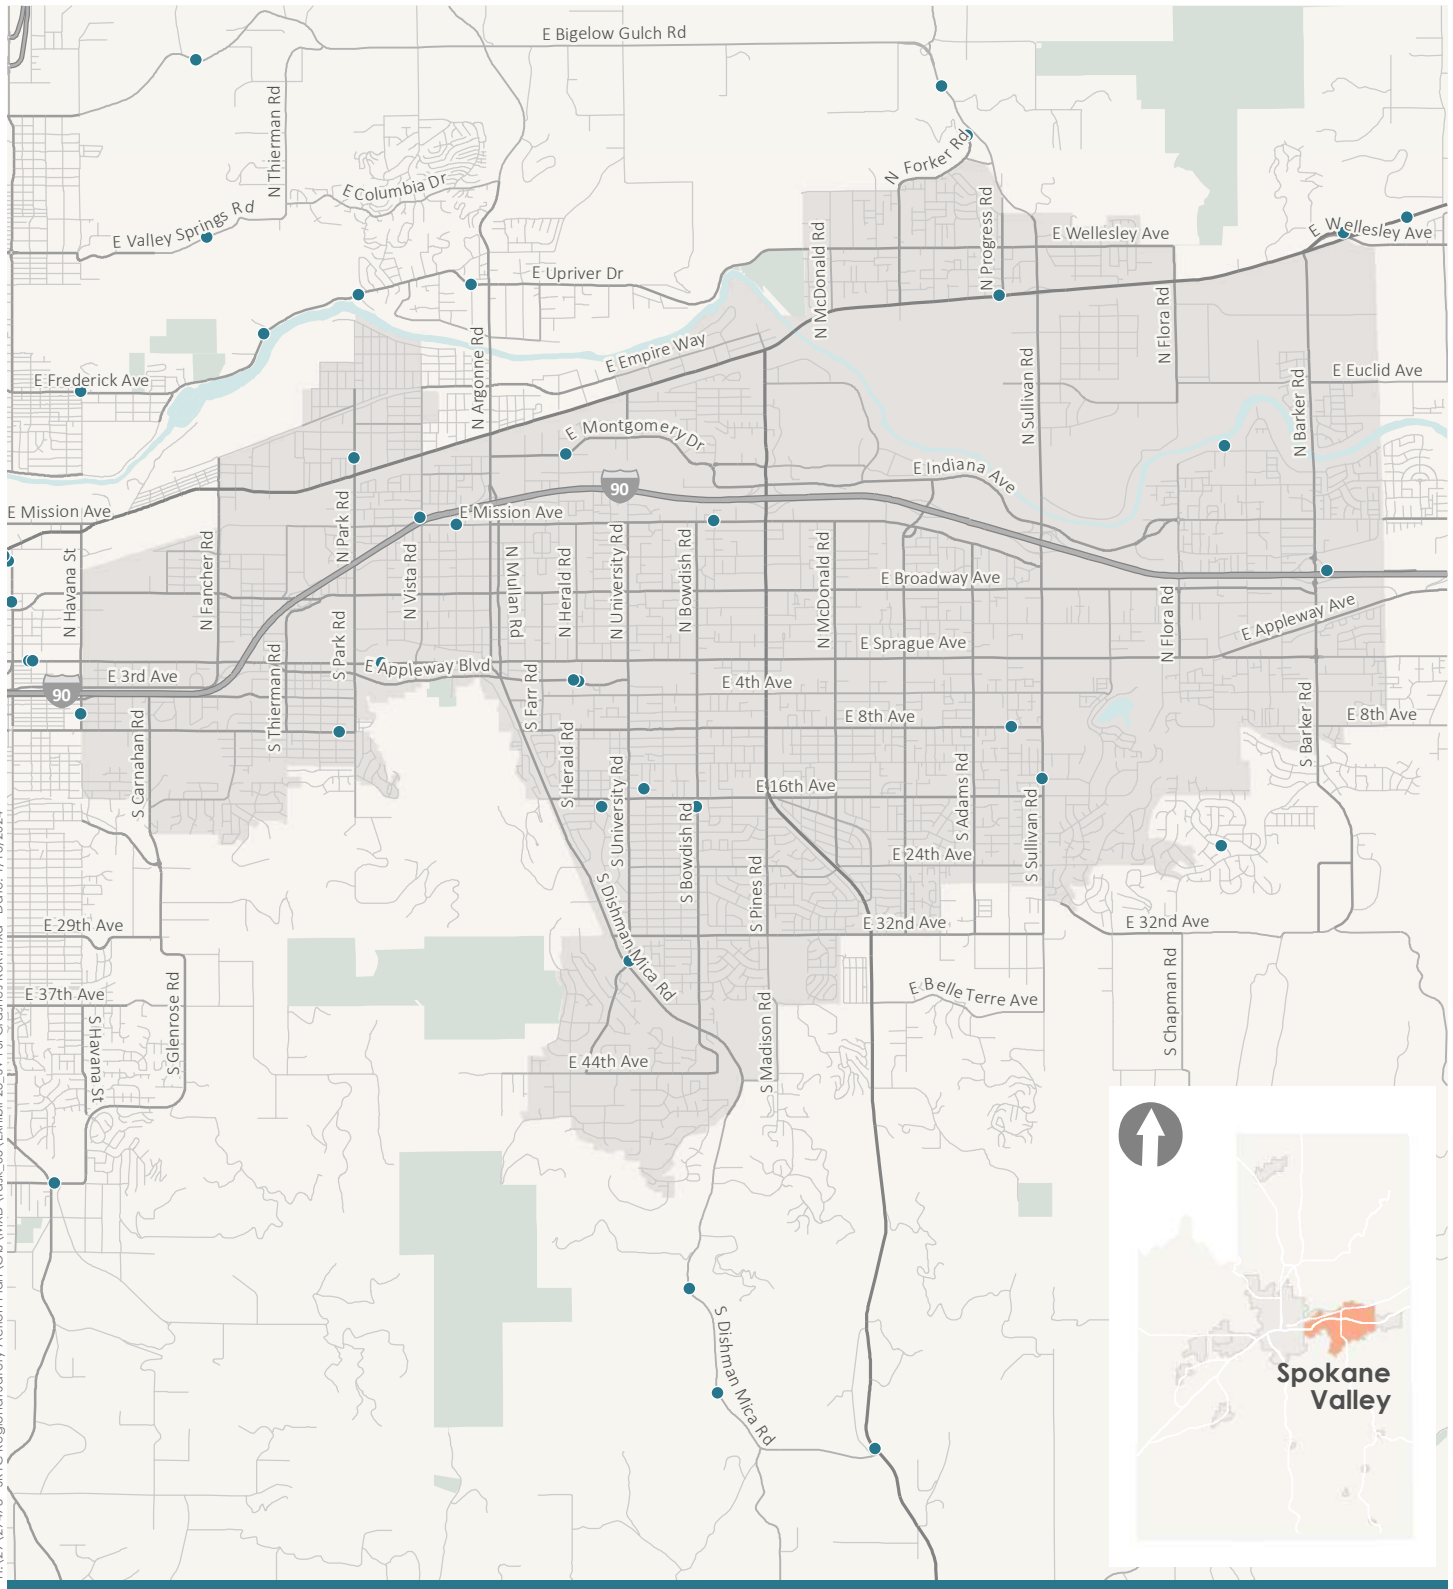 E Bigelow Gulch Rd
N Thierman Rd
E Columbia Dr
N Forker Rd
E Valley Springs Rd
N Progress Rd
N McDonald Rd
E Wellesley Ave
E Wellesley Ave
E Upriver Dr
N Flora Rd
E Empire Way
N Argonne Rd
N Sullivan Rd
E Frederick Ave
E Euclid Ave
N Barker Rd
E Montgomery Dr
E Indiana Ave
90
E Mission Ave
E Mission Ave
N Park Rd
N Havana St
N Fancher Rd
N Vista Rd
N Mullan Rd
N Herald Rd
N University Rd
N Bowdish Rd
N McDonald Rd
E Broadway Ave
N Flora Rd
E Appleway Ave
S Park Rd
E Sprague Ave
E Appleway Blvd
E 3rd Ave
90
S Thierman Rd
S Farr Rd
E 4th Ave
S Carnahan Rd
E 8th Ave
E 8th Ave
S Barker Rd
S Herald Rd
S University Rd
E 16th Ave
S Adams Rd
S Sullivan Rd
S Bowdish Rd
E 24th Ave
S Pines Rd
S Dishman Mica Rd
E 29th Ave
E 32nd Ave
E 32nd Ave
E 37th Ave
S Glenrose Rd
S Havana St
E Belle Terre Ave
S Chapman Rd
S Madison Rd
E 44th Ave
S Dishman Mica Rd
Spokane
Valley